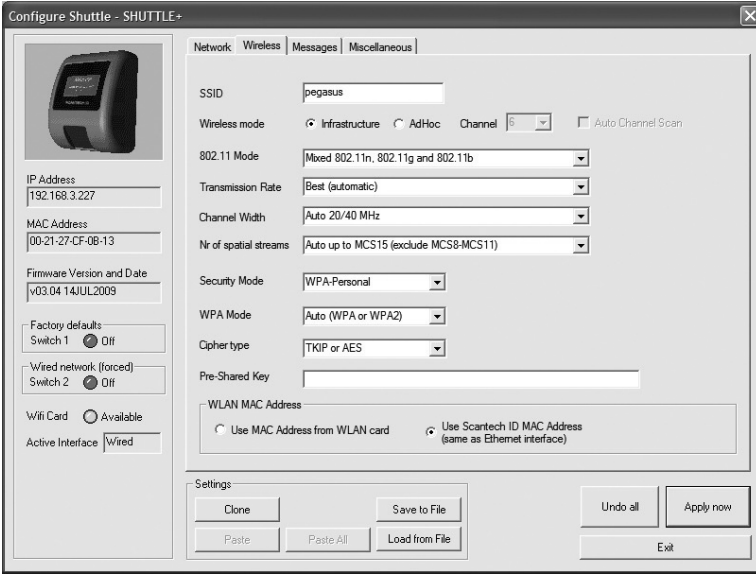 Configure Shuttle - SHUTTLE+
Network Wireless Messages Miscellaneous
SSID pegasus
Wireless mode Infrastructure AdHoc Channel 6 Auto Channel Scan
802.11 Mode Mixed 802.11n, 802.11g and 802.11b
Transmission Rate Best (automatic)
Channel Width Auto 20/40 MHz
Nr of spatial streams Auto up to MCS15 (exclude MCS8-MCS11)
Security Mode WPA-Personal
WPA Mode Auto (WPA or WPA2)
Cipher type TKIP or AES
Pre-Shared Key
WLAN MAC Address
Use MAC Address from WLAN card
Use Scantech ID MAC Address
(same as Ethernet interface)
IP Address
192.168.3.227
MAC Address
00-21-27-CF-0B-13
Firmware Version and Date
v03.04 14JUL2009
Factory defaults
Switch 1 Off
Wired network (forced)
Switch 2 Off
Wifi Card Available
Active Interface Wired
Settings
Clone Save to File
Paste Paste All Load from File
Undo all Apply now
Exit